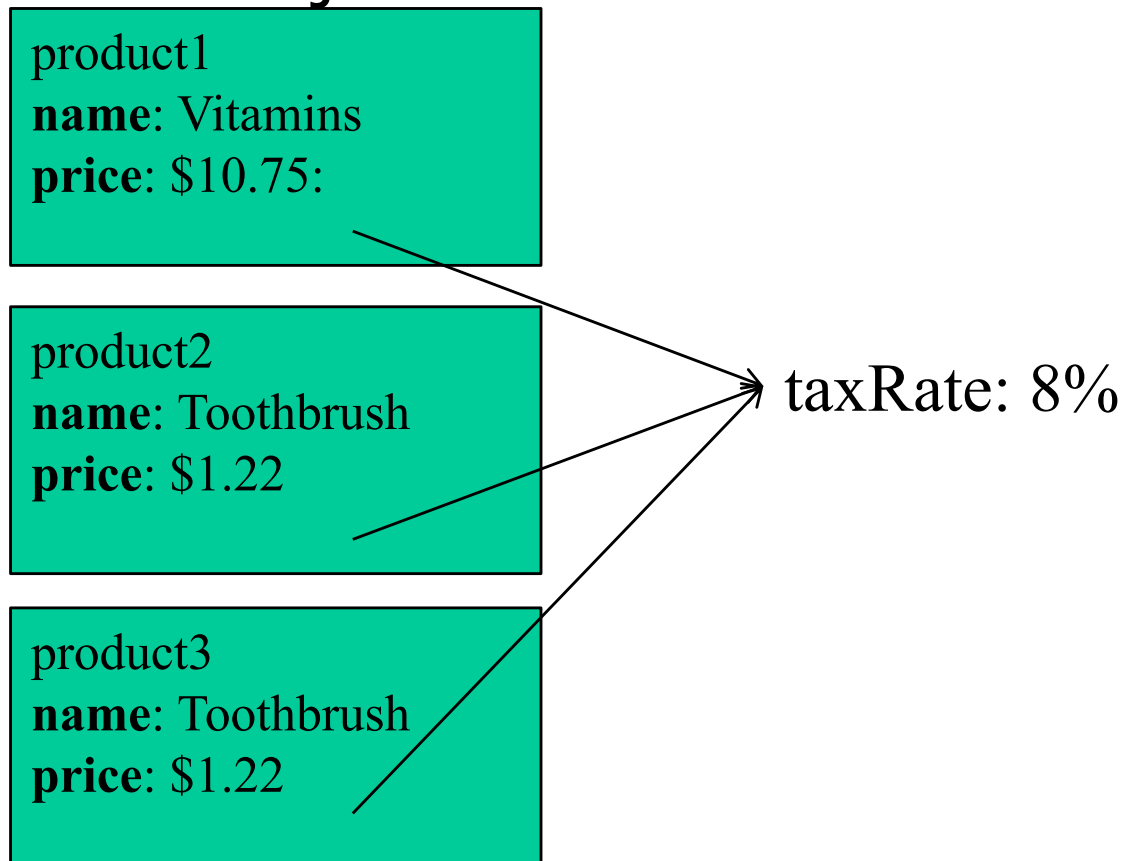 product1
name: Vitamins
price: $10.75:
product2
name: Toothbrush
price: $1.22
taxRate: 8%
product3
name: Toothbrush
price: $1.22